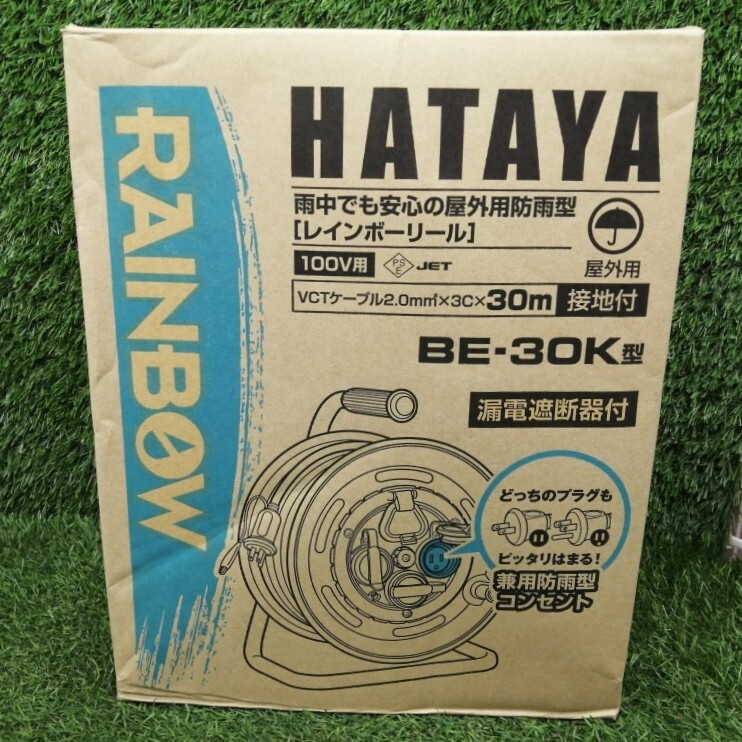 RAINBOW
HATAYA
雨中でも安心の屋外用防雨型
[レインボーリール]
屋外用
100V用 PSE JET
VCTケーブル2.0mm²×3C×30m 接地付
BE-30K型
漏電遮断器付
どっちのプラグも
ピッタリはまる!
兼用防雨型
コンセント